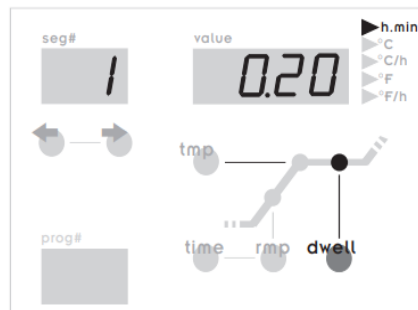 seg# value h.min
°C
1 0.20 °C/h
°F
°F/h
tmp
prog# time rmp dwell